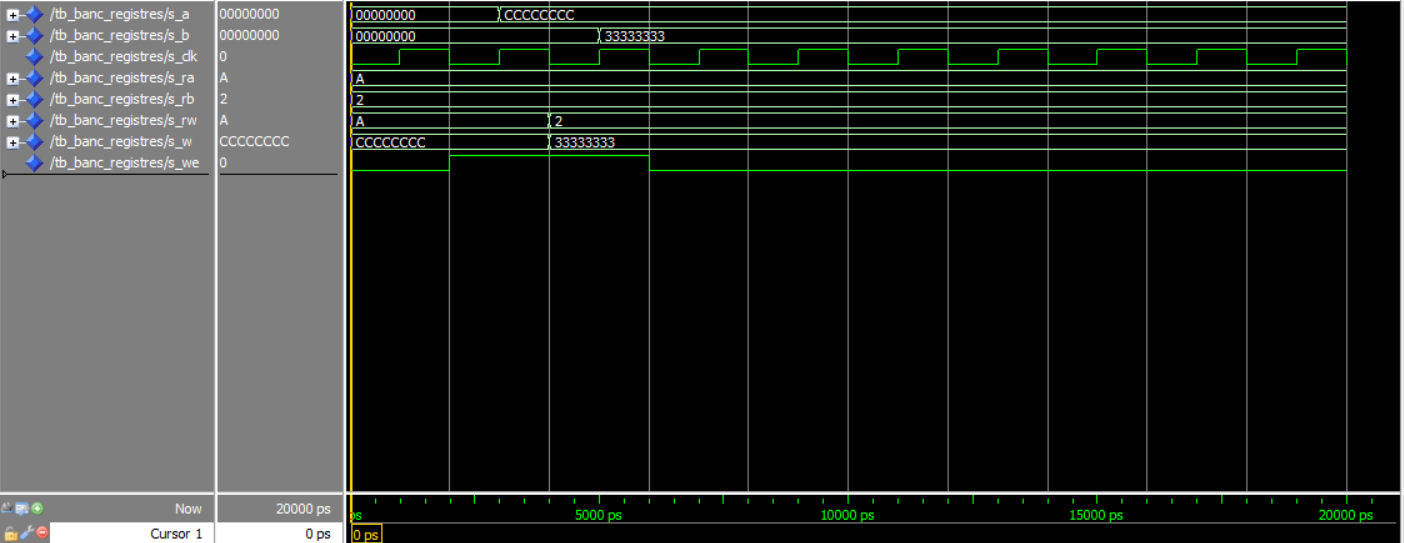 /tb_banc_registres/s_a 00000000 00000000 CCCCCCCC
/tb_banc_registres/s_b 00000000 00000000 33333333
/tb_banc_registres/s_clk 0
/tb_banc_registres/s_ra A A
/tb_banc_registres/s_rb 2 2
/tb_banc_registres/s_rw A A 2
/tb_banc_registres/s_w CCCCCCCC CCCCCCCC 33333333
/tb_banc_registres/s_we 0
Now 20000 ps ps 5000 ps 10000 ps 15000 ps 20000 ps
Cursor 1 0 ps 0 ps